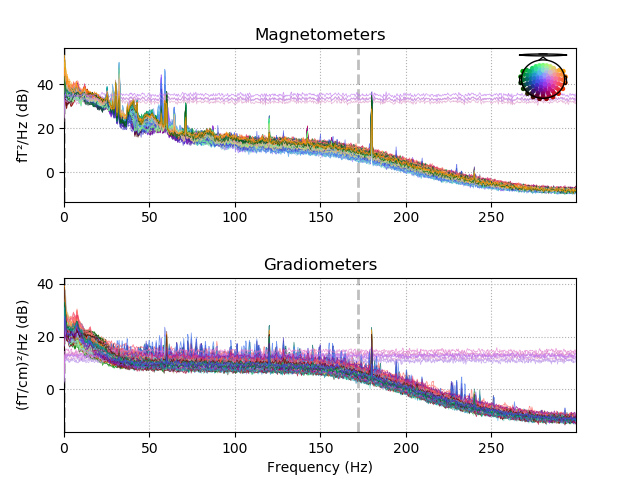 Magnetometers
fT²/Hz (dB)
40
20
0
0 50 100 150 200 250
Gradiometers
(fT/cm)²/Hz (dB)
40
20
0
0 50 100 150 200 250
Frequency (Hz)